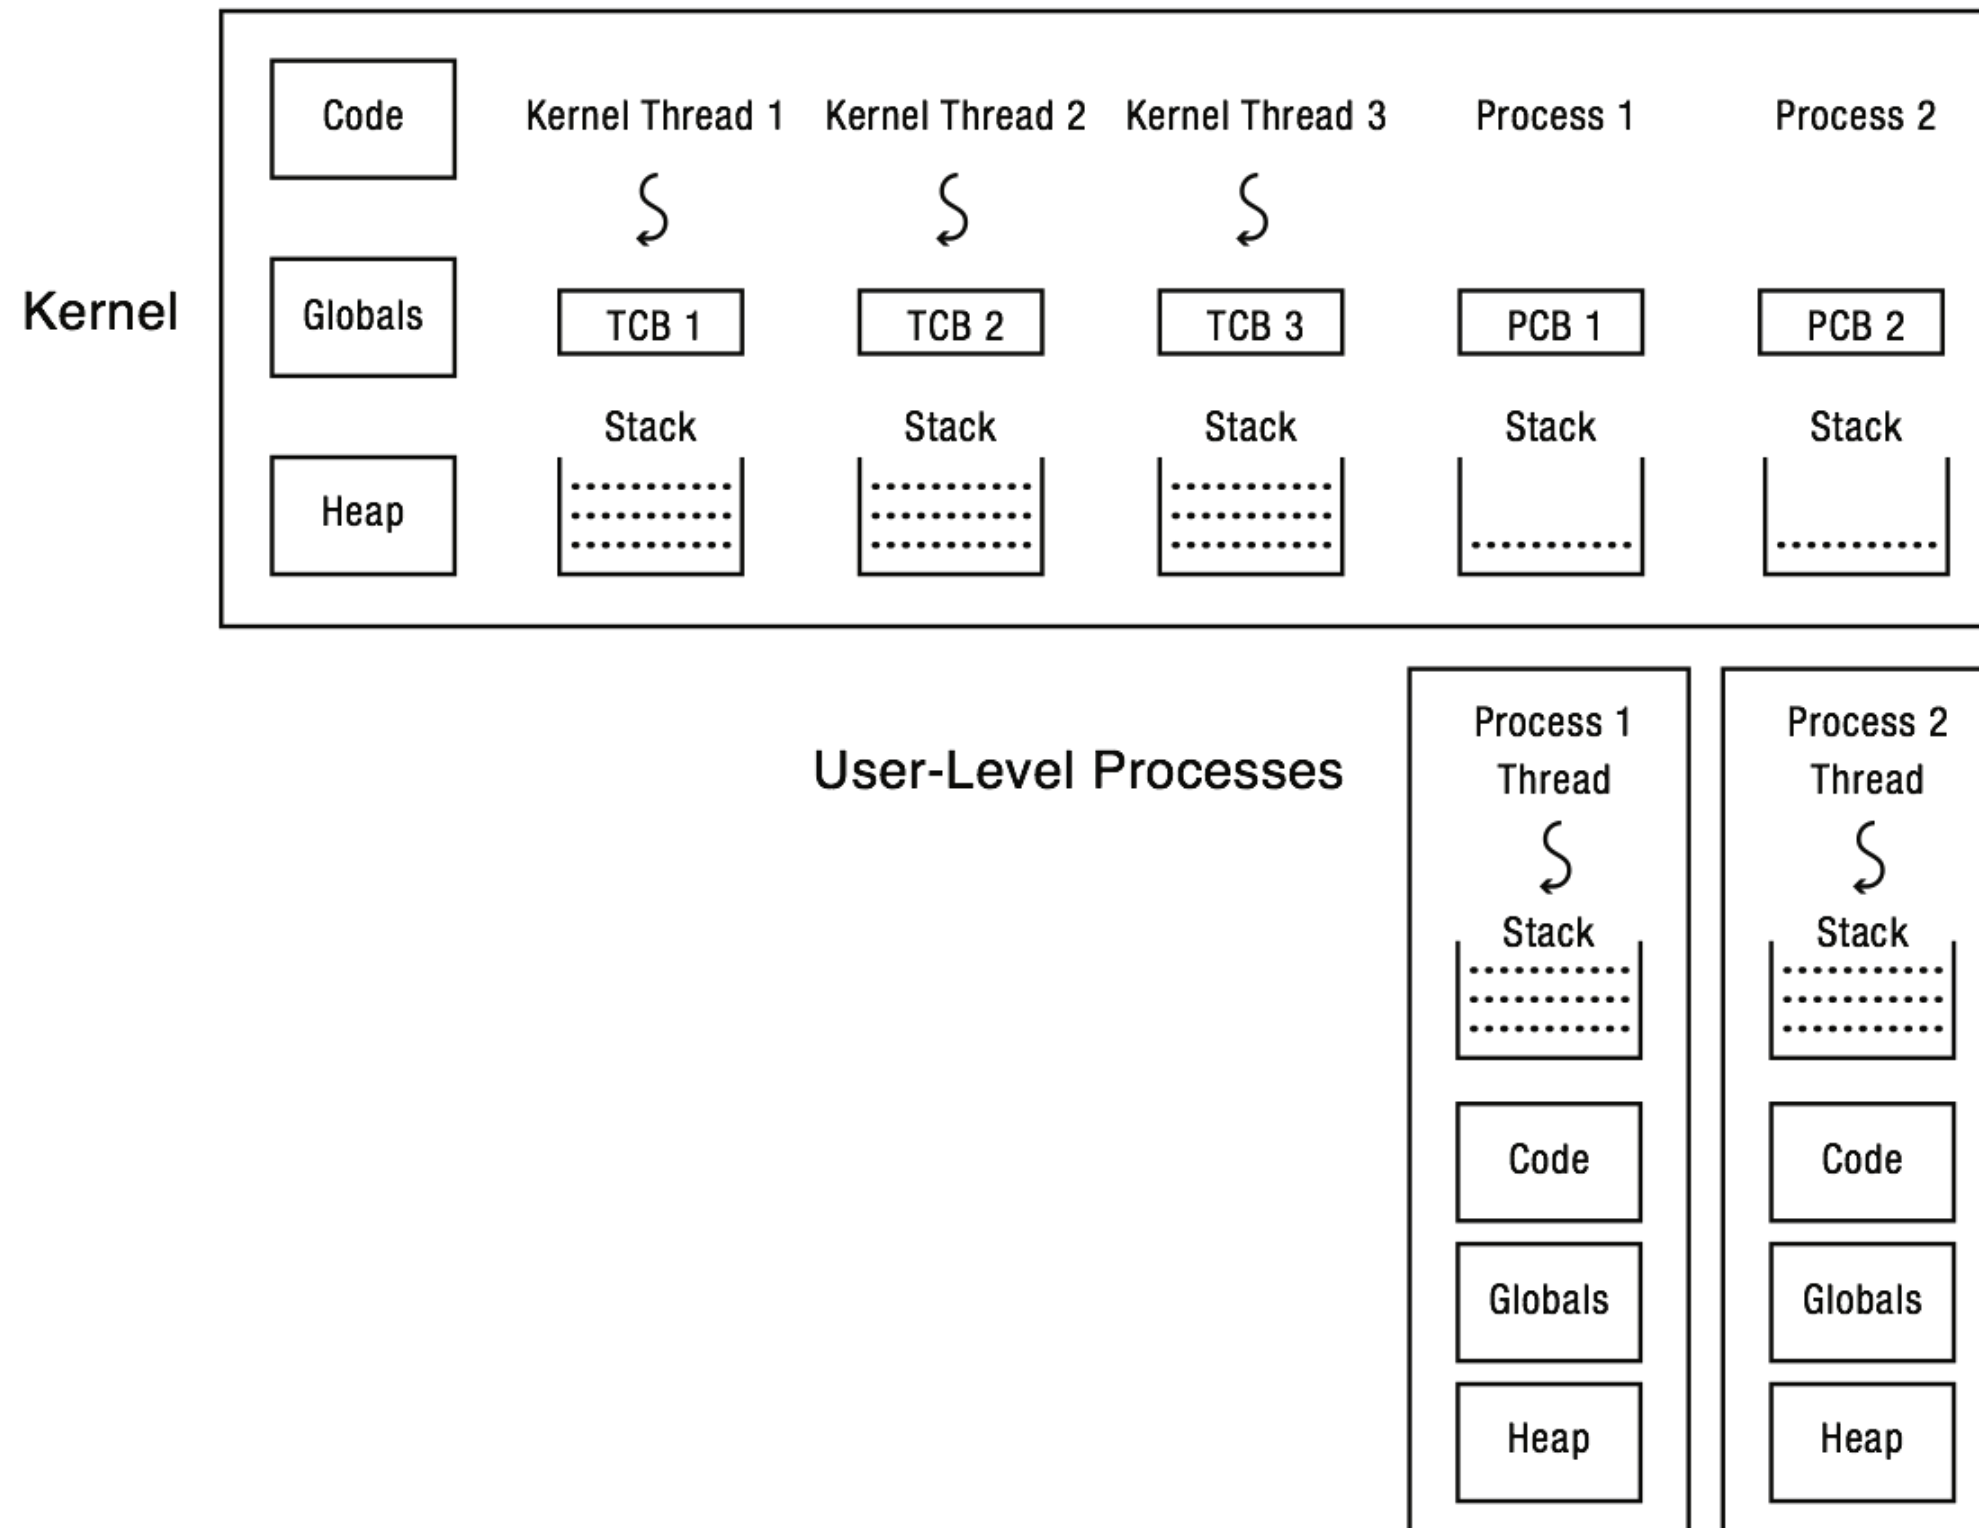 Code
Kernel Thread 1
Kernel Thread 2
Kernel Thread 3
Process 1
Process 2
Kernel
Globals
TCB 1
TCB 2
TCB 3
PCB 1
PCB 2
Stack
Stack
Stack
Stack
Stack
Heap
User-Level Processes
Process 1
Thread
Stack
Code
Globals
Heap
Process 2
Thread
Stack
Code
Globals
Heap